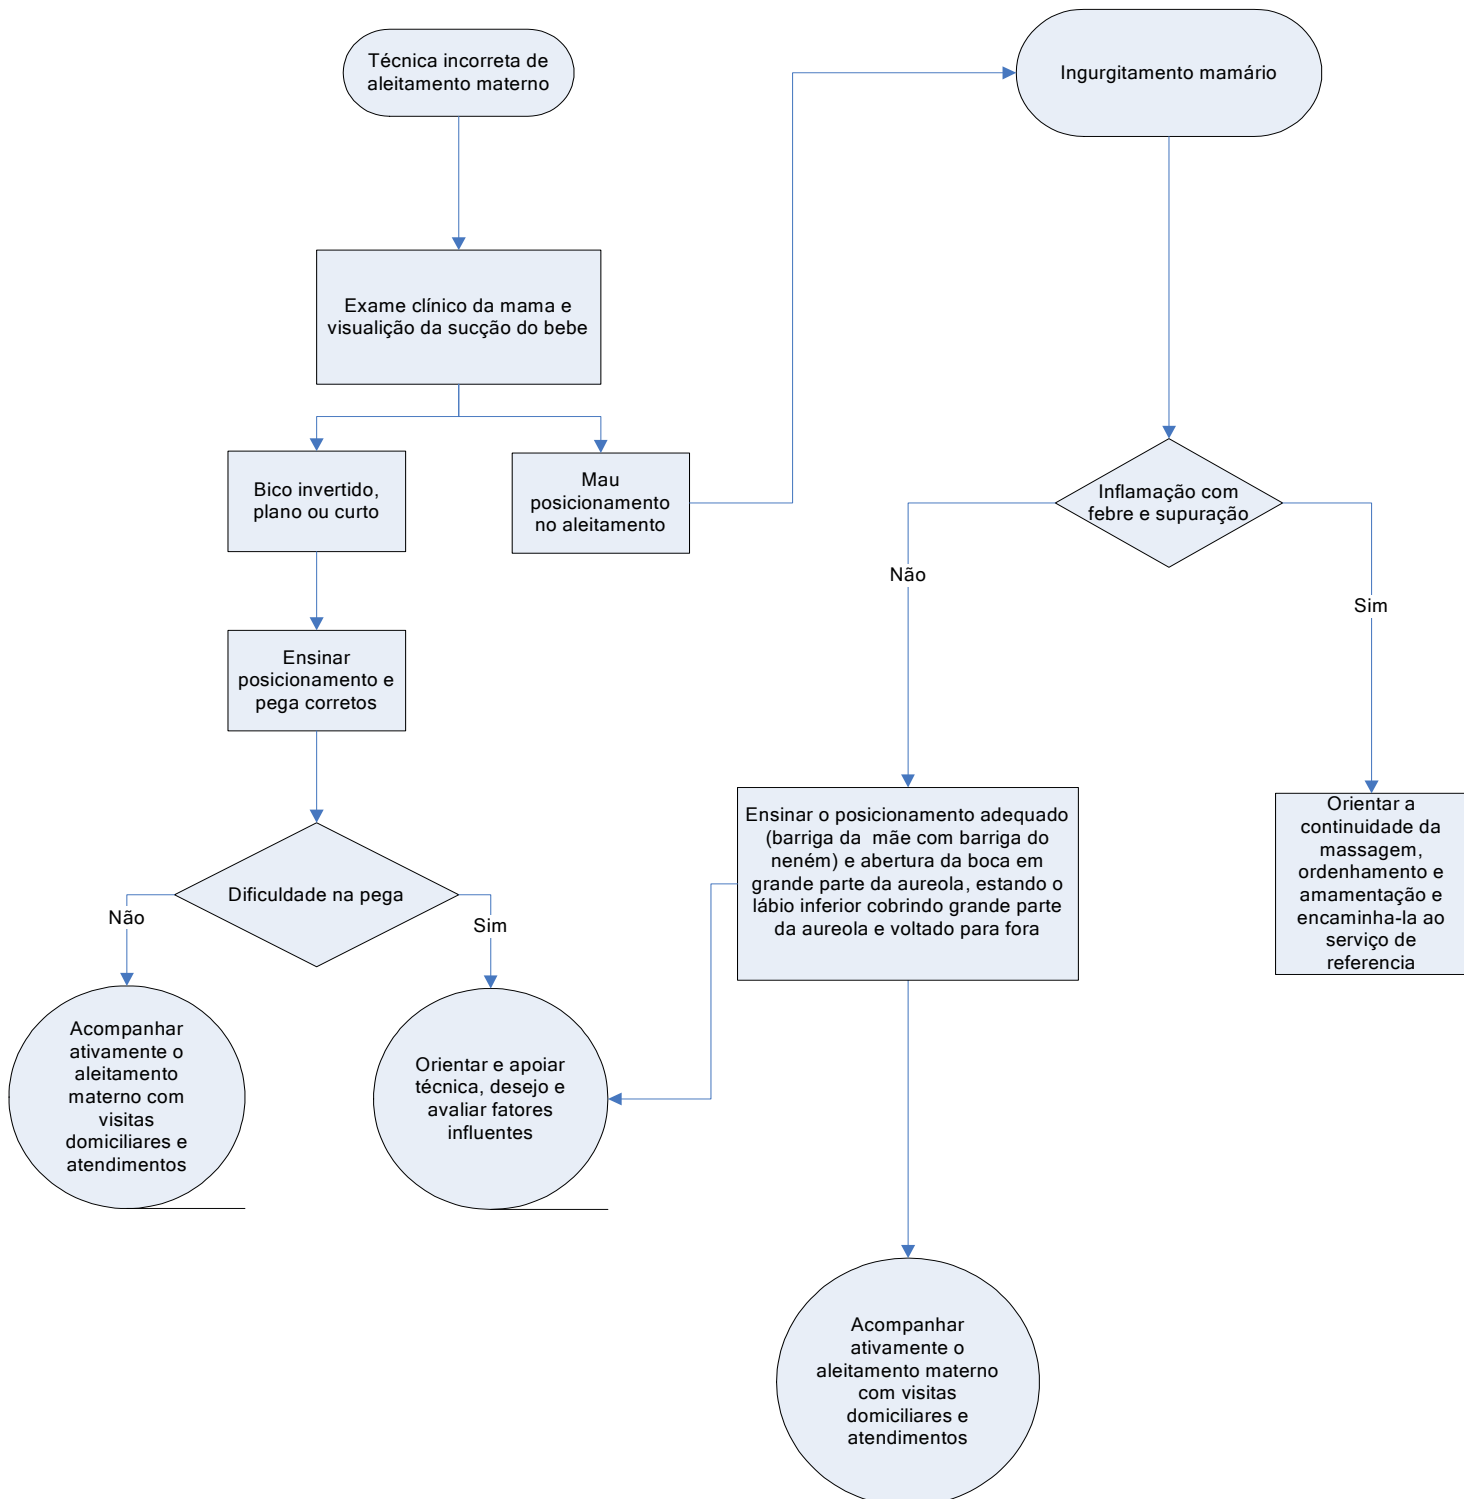 Técnica incorreta de
aleitamento materno
Ingurgitamento mamário
Exame clínico da mama e
visualição da sucção do bebe
Bico invertido,
plano ou curto
Mau
posicionamento
no aleitamento
Inflamação com
febre e supuração
Não
Sim
Ensinar
posicionamento e
pega corretos
Ensinar o posicionamento adequado
(barriga da mãe com barriga do
neném) e abertura da boca em
grande parte da aureola, estando o
lábio inferior cobrindo grande parte
da aureola e voltado para fora
Orientar a
continuidade da
massagem,
ordenhamento e
amamentação e
encaminha-la ao
serviço de
referencia
Dificuldade na pega
Não
Sim
Acompanhar
ativamente o
aleitamento
materno com
visitas
domiciliares e
atendimentos
Orientar e apoiar
técnica, desejo e
avaliar fatores
influentes
Acompanhar
ativamente o
aleitamento materno
com visitas
domiciliares e
atendimentos